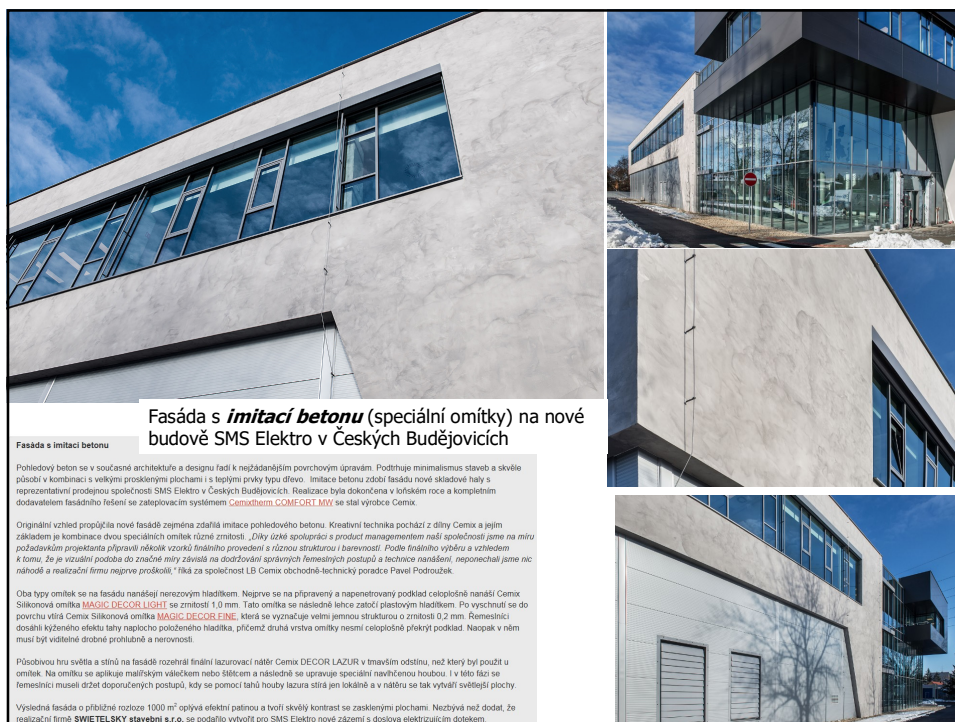 Fasáda s imitací betonu (speciální omítky) na nové
budově SMS Elektro v Českých Budějovicích
Fasáda s imitací betonu
Pohledový beton se v současné architektuře a designu řadí k nejžádanějším povrchovým úpravám. Podtrhuje minimalismus staveb a skvěle
působí v kombinaci s velkými prosklenými plochami i s teplými prvky typu dřevo. Imitace betonu zdobí fasádu nové skladové haly s
reprezentativní prodejnou společnosti SMS Elektro v Českých Budějovicích. Realizace byla dokončena v loňském roce a kompletním
dodavatelem fasádního řešení se zateplovacím systémem Cemixtherm COMFORT MW se stal výrobce Cemix.
Originální vzhled propůjčila nové fasádě zejména zdařilá imitace pohledového betonu. Kreativní technika pochází z dílny Cemix a jejím
základem je kombinace dvou speciálních omítek různé zrnitosti. „Díky úzké spolupráci s product managementem naší společnosti jsme na míru
požadavkům projektanta připravili několik vzorků finálního provedení s různou strukturou i barevností. Podle finálního výběru a vzhledem
k tomu, že je vizuální podoba do značné míry závislá na dodržování správných řemeslných postupů a technice nanášení, neponechali jsme nic
náhodě a realizační firmu nejprve proškolili,“ říká za společnost LB Cemix obchodně-technický poradce Pavel Podroužek.
Oba typy omítek se na fasádu nanášejí nerezovým hladítkem. Nejprve se na připravený a napenetrovaný podklad celoplošně nanáší Cemix
Silikonová omítka MAGIC DECOR LIGHT se zrnitostí 1,0 mm. Tato omítka se následně lehce zatočí plastovým hladítkem. Po vyschnutí se do
povrchu vtírá Cemix Silikonová omítka MAGIC DECOR FINE, která se vyznačuje velmi jemnou strukturou o zrnitosti 0,2 mm. Řemeslníci
dosáhli kýženého efektu tahy naplocho položeného hladítka, přičemž druhá vrstva omítky nesmí celoplošně překrýt podklad. Naopak v něm
musí být viditelné drobné prohlubně a nerovnosti.
Působivou hru světla a stínů na fasádě rozehrál finální lazurovací nátěr Cemix DECOR LAZUR v tmavším odstínu, než který byl použit u
omítek. Na omítku se aplikuje malířským válečkem nebo štětcem a následně se upravuje speciální navlhčenou houbou. I v této fázi se
řemeslníci museli držet doporučených postupů, kdy se pomocí tahů houby lazura stírá jen lokálně a v nátěru se tak vytváří světlejší plochy.
Výsledná fasáda o přibližné rozloze 1000 m² oplývá efektní patinou a tvoří skvělý kontrast se zasklenými plochami. Nezbývá než dodat, že
realizační firmě SWIETELSKY stavební s.r.o. se podařilo vytvořit pro SMS Elektro nové zázemí s doslova elektrizujícím dotekem.